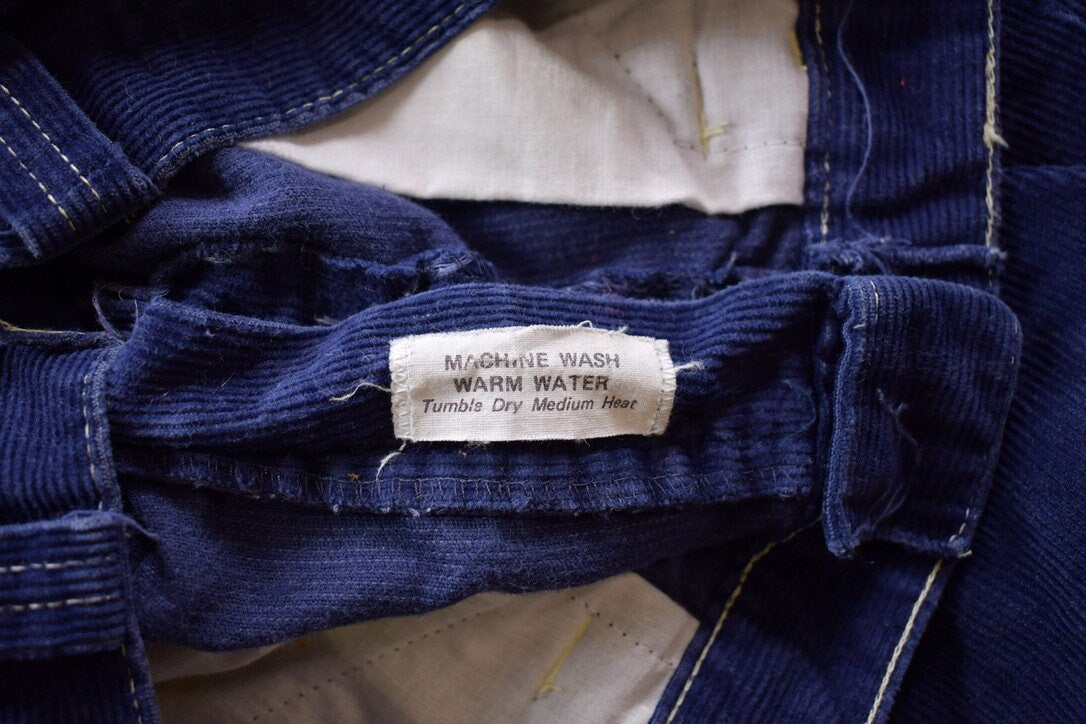 MACHINE WASH
WARM WATER
Tumble Dry Medium Heat